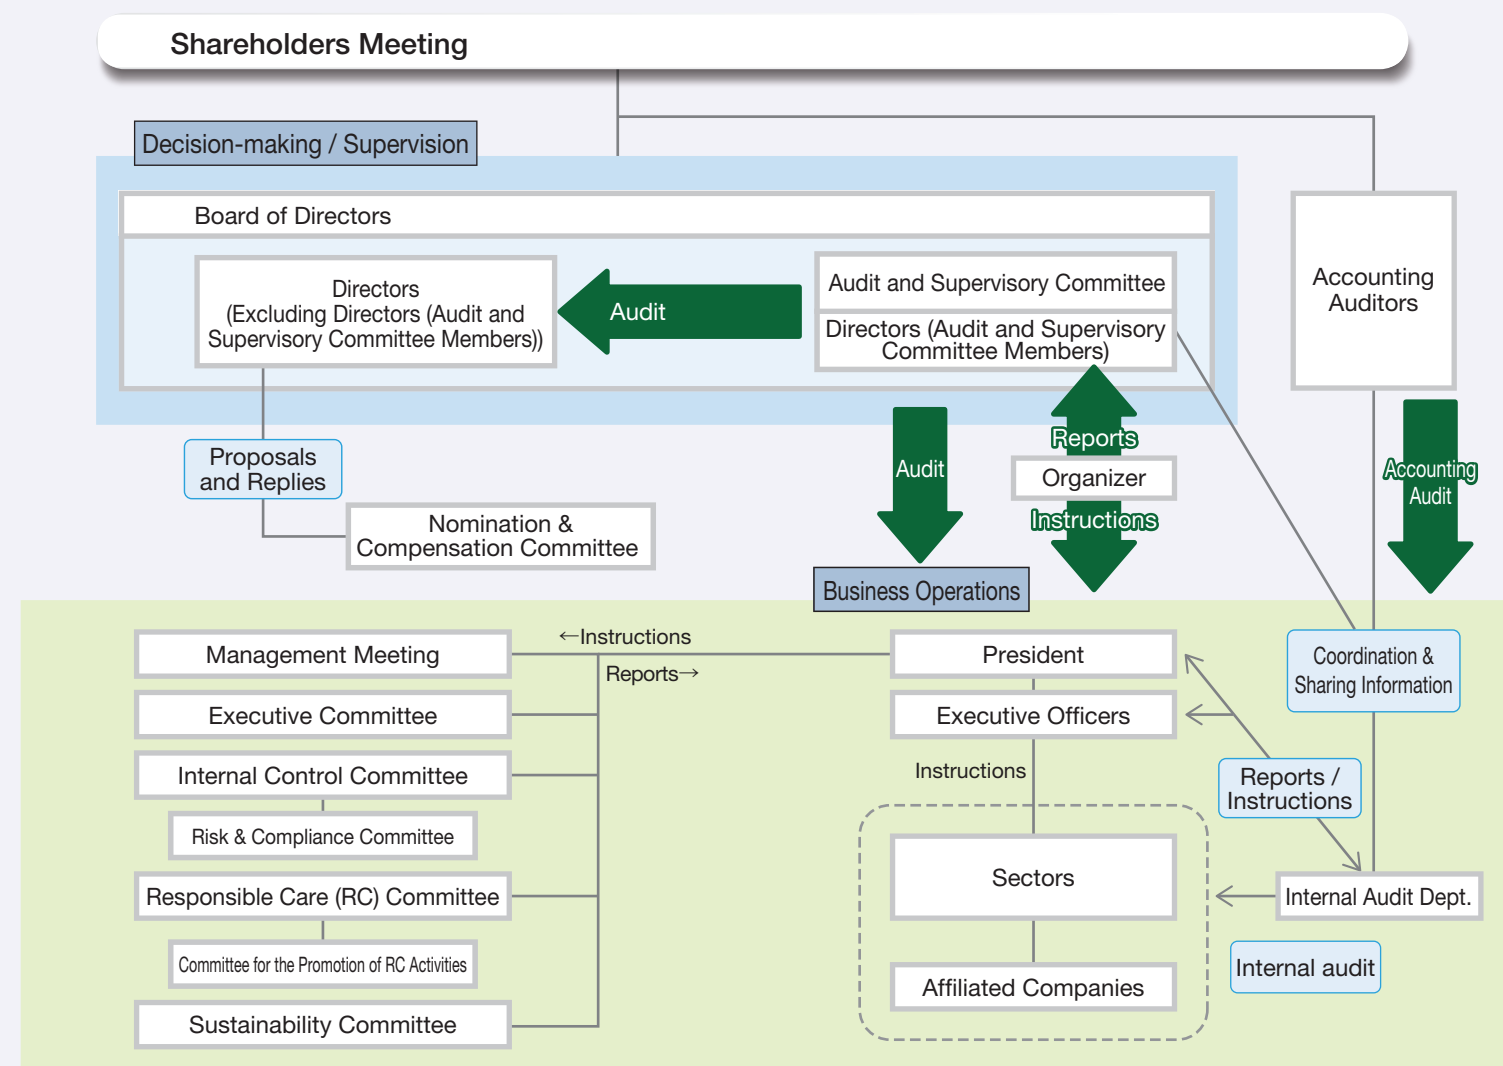 Shareholders Meeting
Decision-making / Supervision
Board of Directors
Directors
(Excluding Directors (Audit and
Supervisory Committee Members))
Audit
Audit and Supervisory Committee
Directors (Audit and Supervisory
Committee Members)
Accounting
Auditors
Proposals
and Replies
Nomination &
Compensation Committee
Audit
Reports
Organizer
Instructions
Accounting
Audit
Business Operations
Management Meeting
←Instructions
Reports→
President
Coordination &
Sharing Information
Executive Committee
Executive Officers
Internal Control Committee
Instructions
Reports /
Instructions
Risk & Compliance Committee
Sectors
Responsible Care (RC) Committee
Internal Audit Dept.
Committee for the Promotion of RC Activities
Internal audit
Affiliated Companies
Sustainability Committee